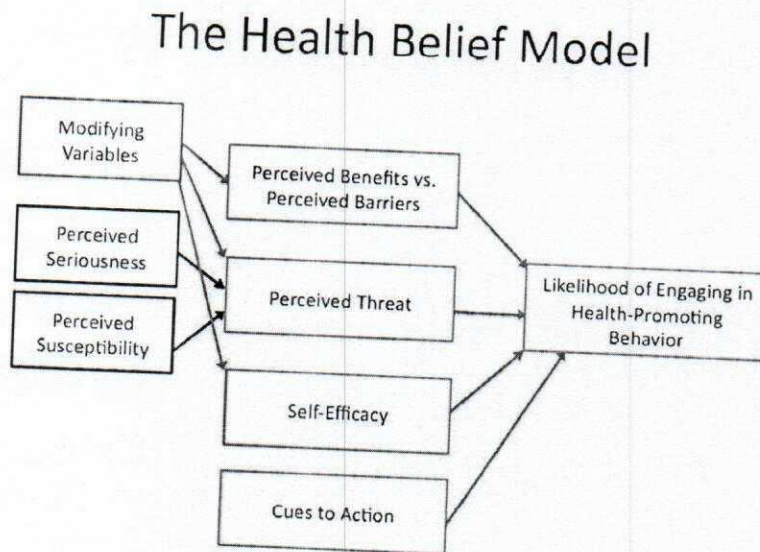 The Health Belief Model
Modifying
Variables
Perceived
Seriousness
Perceived
Susceptibility
Perceived Benefits vs.
Perceived Barriers
Perceived Threat
Self-Efficacy
Cues to Action
Likelihood of Engaging in
Health-Promoting
Behavior